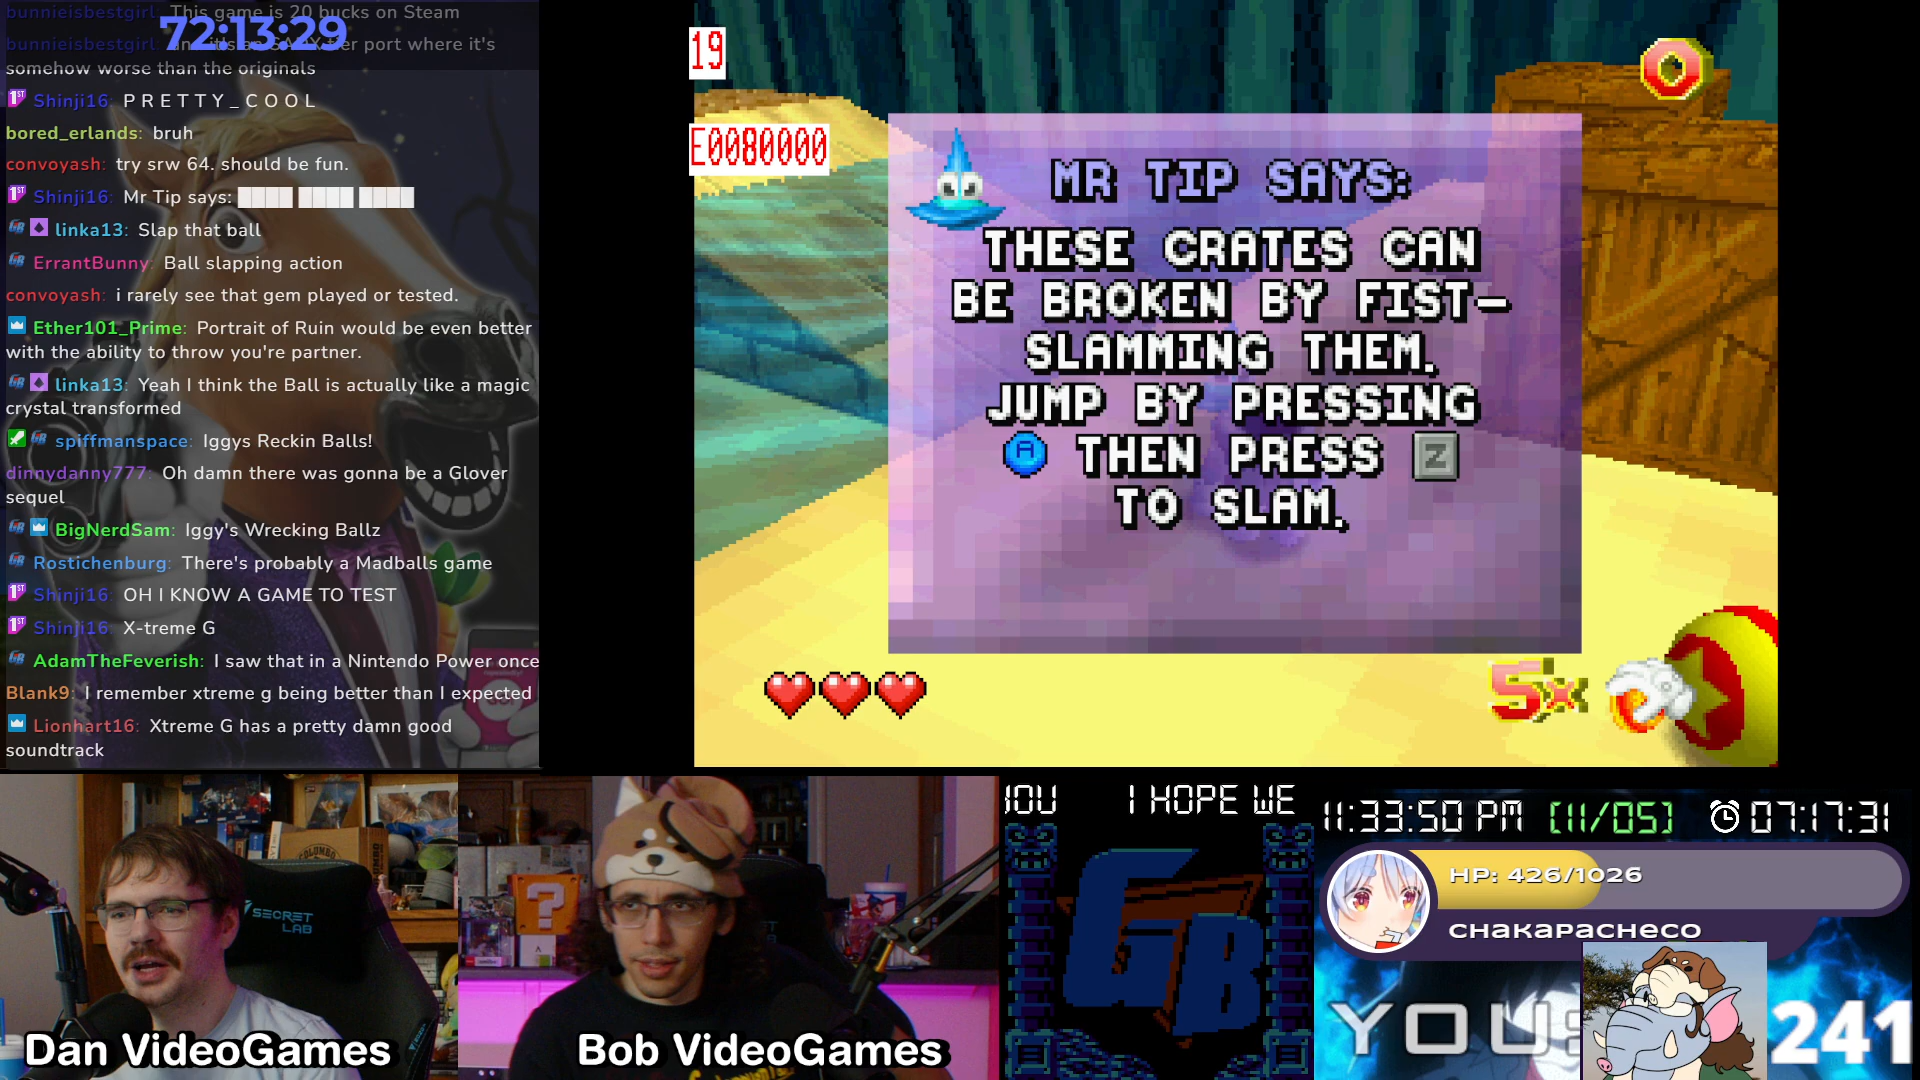 72:13:29
bunnieisbestgirl: This game is 20 bucks on Steam
somehow worse than the originals
Shinji16: P R E T T Y _ C O O L
bored_erlands: bruh
convoyash: try srw 64. should be fun.
Shinji16: Mr Tip says: ████ ████ ████
linka13: Slap that ball
ErrantBunny: Ball slapping action
convoyash: i rarely see that gem played or tested.
Ether101_Prime: Portrait of Ruin would be even better
with the ability to throw you're partner.
linka13: Yeah I think the Ball is actually like a magic
crystal transformed
spiffmanspace: Iggys Reckin Balls!
dinnydanny777: Oh damn there was gonna be a Glover
sequel
BigNerdSam: Iggy's Wrecking Ballz
Rostichenburg: There's probably a Madballs game
Shinji16: OH I KNOW A GAME TO TEST
Shinji16: X-treme G
AdamTheFeverish: I saw that in a Nintendo Power once
Blank9: I remember xtreme g being better than I expected
Lionhart16: Xtreme G has a pretty damn good
soundtrack
19
E0080000
MR TIP SAYS:
THESE CRATES CAN
BE BROKEN BY FIST-
SLAMMING THEM.
JUMP BY PRESSING
A THEN PRESS Z
TO SLAM.
5x
SECRET
LAB
Dan VideoGames
Bob VideoGames
I HOPE WE
GB
11:33:50 PM [11/05] 07:17:31
HP: 426/1026
CHAKAPACHECO
YOU
241